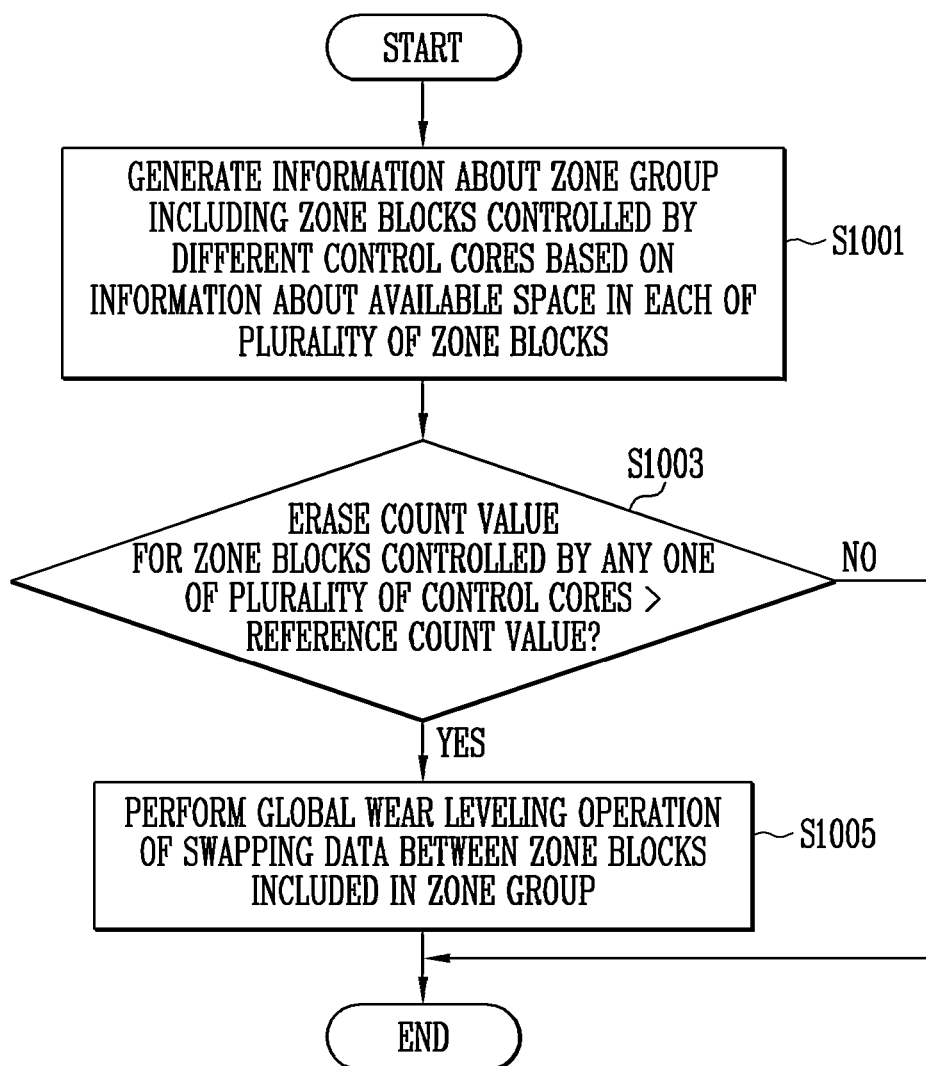 START
GENERATE INFORMATION ABOUT ZONE GROUP
INCLUDING ZONE BLOCKS CONTROLLED BY
DIFFERENT CONTROL CORES BASED ON
INFORMATION ABOUT AVAILABLE SPACE IN EACH OF
PLURALITY OF ZONE BLOCKS
S1001
S1003
ERASE COUNT VALUE
FOR ZONE BLOCKS CONTROLLED BY ANY ONE
OF PLURALITY OF CONTROL CORES >
REFERENCE COUNT VALUE?
NO
YES
PERFORM GLOBAL WEAR LEVELING OPERATION
OF SWAPPING DATA BETWEEN ZONE BLOCKS
INCLUDED IN ZONE GROUP
S1005
END